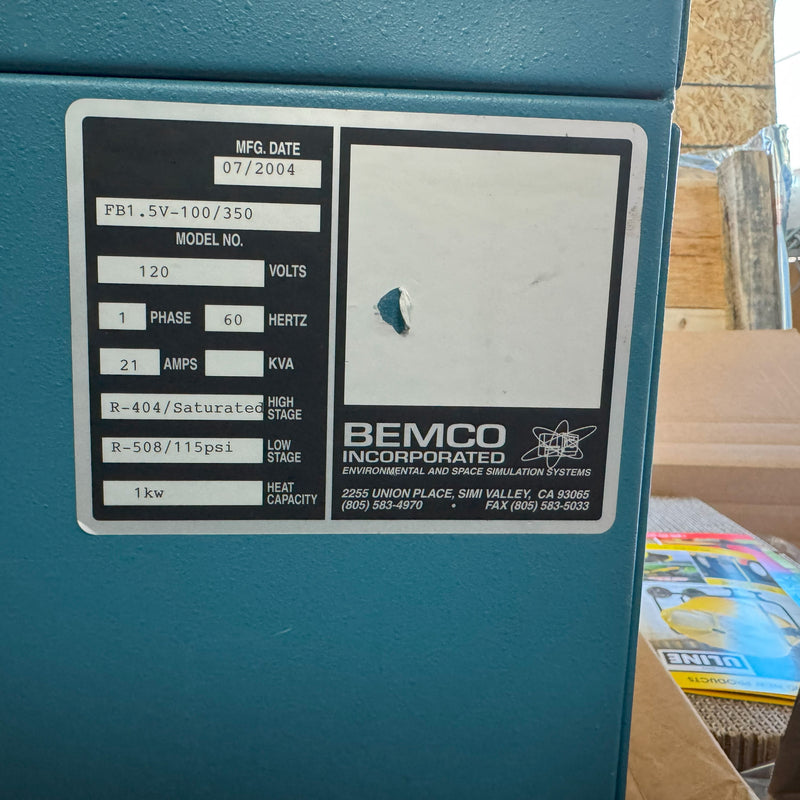 MFG. DATE
07/2004
FB1.5V-100/350
MODEL NO.
120 VOLTS
1 PHASE 60 HERTZ
21 AMPS KVA
R-404/Saturated HIGH STAGE
R-508/115psi LOW STAGE
1kw HEAT CAPACITY
BEMCO
INCORPORATED
ENVIRONMENTAL AND SPACE SIMULATION SYSTEMS
2255 UNION PLACE, SIMI VALLEY, CA 93065
(805) 583-4970 • FAX (805) 583-5033
ULINE
NEW PRODUCTS